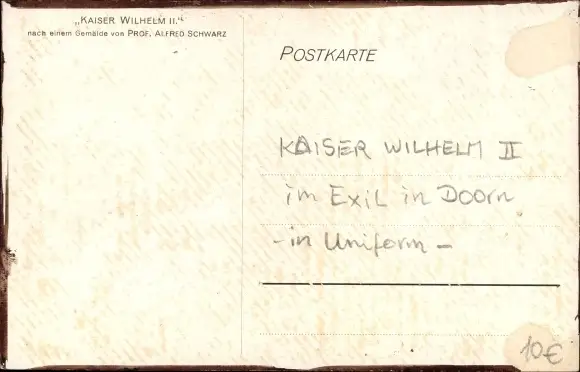 „KAISER WILHELM II.“
nach einem Gemälde von PROF. ALFRED SCHWARZ
POSTKARTE
KAISER WILHELM II
im EXIL in DOORN
- in Uniform -
10€